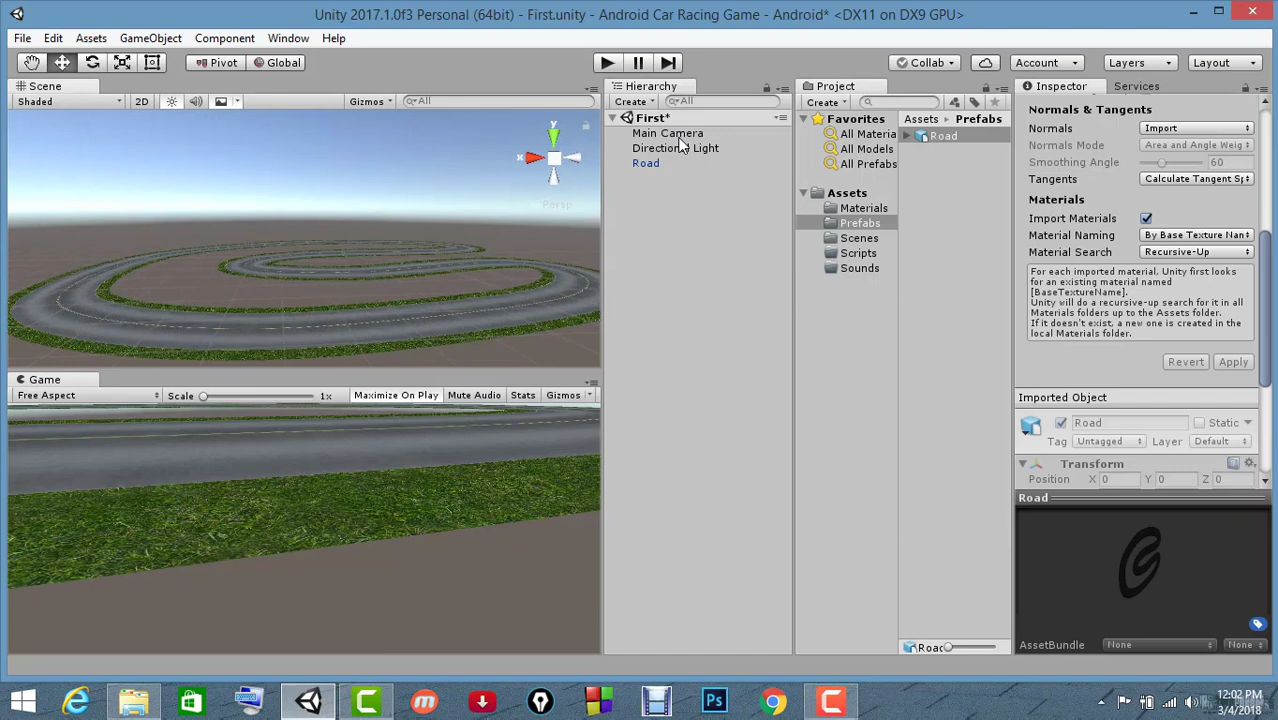 Unity 2017.1.0f3 Personal (64bit) - First.unity - Android Car Racing Game - Android* <DX11 on DX9 GPU>
File Edit Assets GameObject Component Window Help
Pivot Global Collab Account Layers Layout
Scene
Shaded 2D Gizmos All
y
x
Persp
Game
Free Aspect Scale 1x Maximize On Play Mute Audio Stats Gizmos
Hierarchy
Create All
First*
Main Camera
Directional Light
Road
Project
Create
Favorites
All Materia
All Models
All Prefabs
Assets
Materials
Prefabs
Scenes
Scripts
Sounds
Assets Prefabs
Road
Road
Inspector Services
Normals & Tangents
Normals Import
Normals Mode Area and Angle Weig
Smoothing Angle 60
Tangents Calculate Tangent Sp
Materials
Import Materials
Material Naming By Base Texture Nan
Material Search Recursive-Up
For each imported material, Unity first looks
for an existing material named
[BaseTextureName].
Unity will do a recursive-up search for it in all
Materials folders up to the Assets folder.
If it doesn't exist, a new one is created in the
local Materials folder.
Revert Apply
Imported Object
Road Static
Tag Untagged Layer Default
Transform
Position X 0 Y 0 Z 0
Road
AssetBundle None None
Ps
12:02 PM
3/4/2018